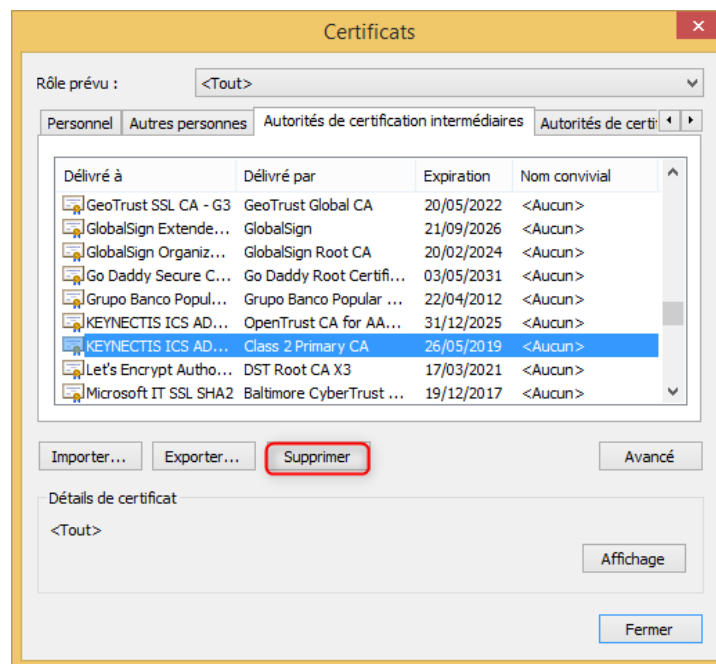 Certificats
Rôle prévu : <Tout>
Personnel Autres personnes Autorités de certification intermédiaires Autorités de certi
Délivré à Délivré par Expiration Nom convivial
GeoTrust SSL CA - G3 GeoTrust Global CA 20/05/2022 <Aucun>
GlobalSign Extende... GlobalSign 21/09/2026 <Aucun>
GlobalSign Organiz... GlobalSign Root CA 20/02/2024 <Aucun>
Go Daddy Secure C... Go Daddy Root Certifi... 03/05/2031 <Aucun>
Grupo Banco Popul... Grupo Banco Popular ... 22/04/2012 <Aucun>
KEYNECTIS ICS AD... OpenTrust CA for AA... 31/12/2025 <Aucun>
KEYNECTIS ICS AD... Class 2 Primary CA 26/05/2019 <Aucun>
Let's Encrypt Autho... DST Root CA X3 17/03/2021 <Aucun>
Microsoft IT SSL SHA2 Baltimore CyberTrust ... 19/12/2017 <Aucun>
Importer... Exporter... Supprimer Avancé
Détails de certificat
<Tout>
Affichage
Fermer